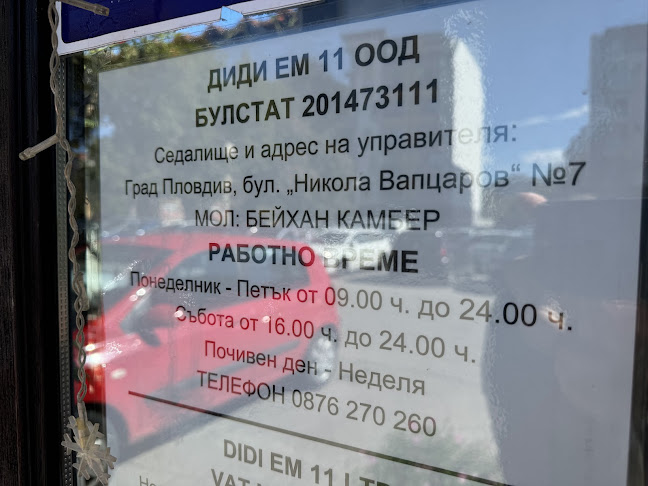 ДИДИ ЕМ 11 ООД
БУЛСТАТ 201473111
Седалище и адрес на управителя:
Град Пловдив, бул. „Никола Вапцаров“ №7
МОЛ: БЕЙХАН КАМБЕР
РАБОТНО ВРЕМЕ
Понеделник - Петък от 09.00 ч. до 24.00 ч.
Събота от 16.00 ч. до 24.00 ч.
Почивен ден - Неделя
ТЕЛЕФОН 0876 270 260
DIDI EM 11 LTD
VAT